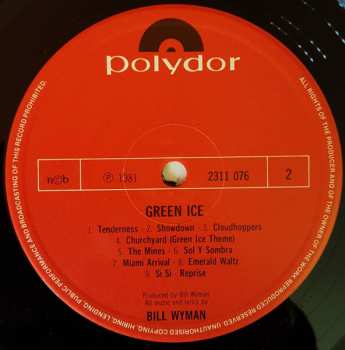 polydor
ncb
℗ 1981
2311 076
2
GREEN ICE
1. Tenderness - 2. Showdown - 3. Cloudhoppers
4. Churchyard (Green Ice Theme)
5. The Mines - 6. Sol Y Sombra
7. Miami Arrival - 8. Emerald Waltz
9. Si Si - Reprise
Produced by Bill Wyman
All music and lyrics by
BILL WYMAN
ALL RIGHTS OF THE PRODUCER AND OF THE OWNER OF THE WORK REPRODUCED RESERVED. UNAUTHORISED COPYING, HIRING, LENDING, PUBLIC PERFORMANCE AND BROADCASTING OF THIS RECORD PROHIBITED.